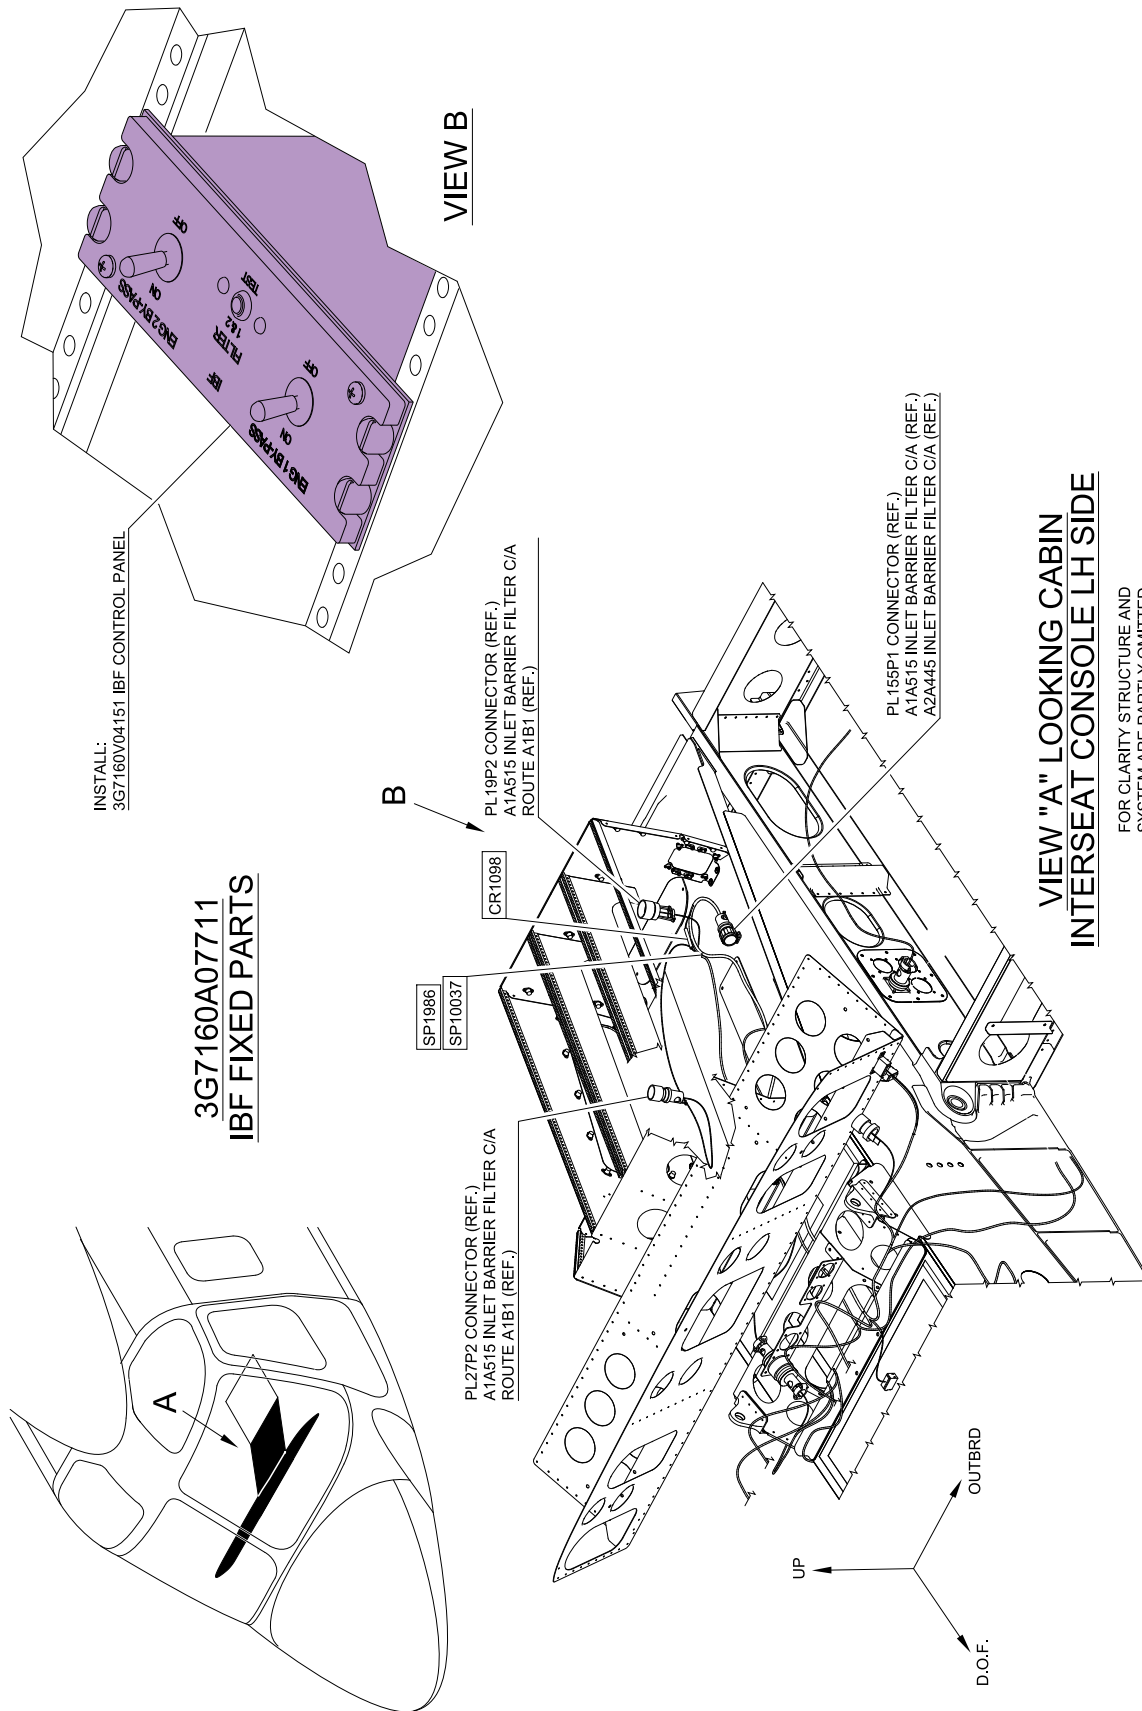 3G7160A07711
IBF FIXED PARTS
A
INSTALL:
3G7160V04151 IBF CONTROL PANEL
ENG 1 BY-PASS
ON
OFF
IBF
FILTER
1 & 2
TEST
ENG 2 BY-PASS
ON
OFF
VIEW B
B
PL27P2 CONNECTOR (REF.)
A1A515 INLET BARRIER FILTER C/A
ROUTE A1B1 (REF.)
SP1986
SP10037
CR1098
PL19P2 CONNECTOR (REF.)
A1A515 INLET BARRIER FILTER C/A
ROUTE A1B1 (REF.)
PL155P1 CONNECTOR (REF.)
A1A515 INLET BARRIER FILTER C/A (REF.)
A2A445 INLET BARRIER FILTER C/A (REF.)
UP
OUTBRD
D.O.F.
VIEW "A" LOOKING CABIN
INTERSEAT CONSOLE LH SIDE
FOR CLARITY STRUCTURE AND
SYSTEM ARE PARTLY OMITTED